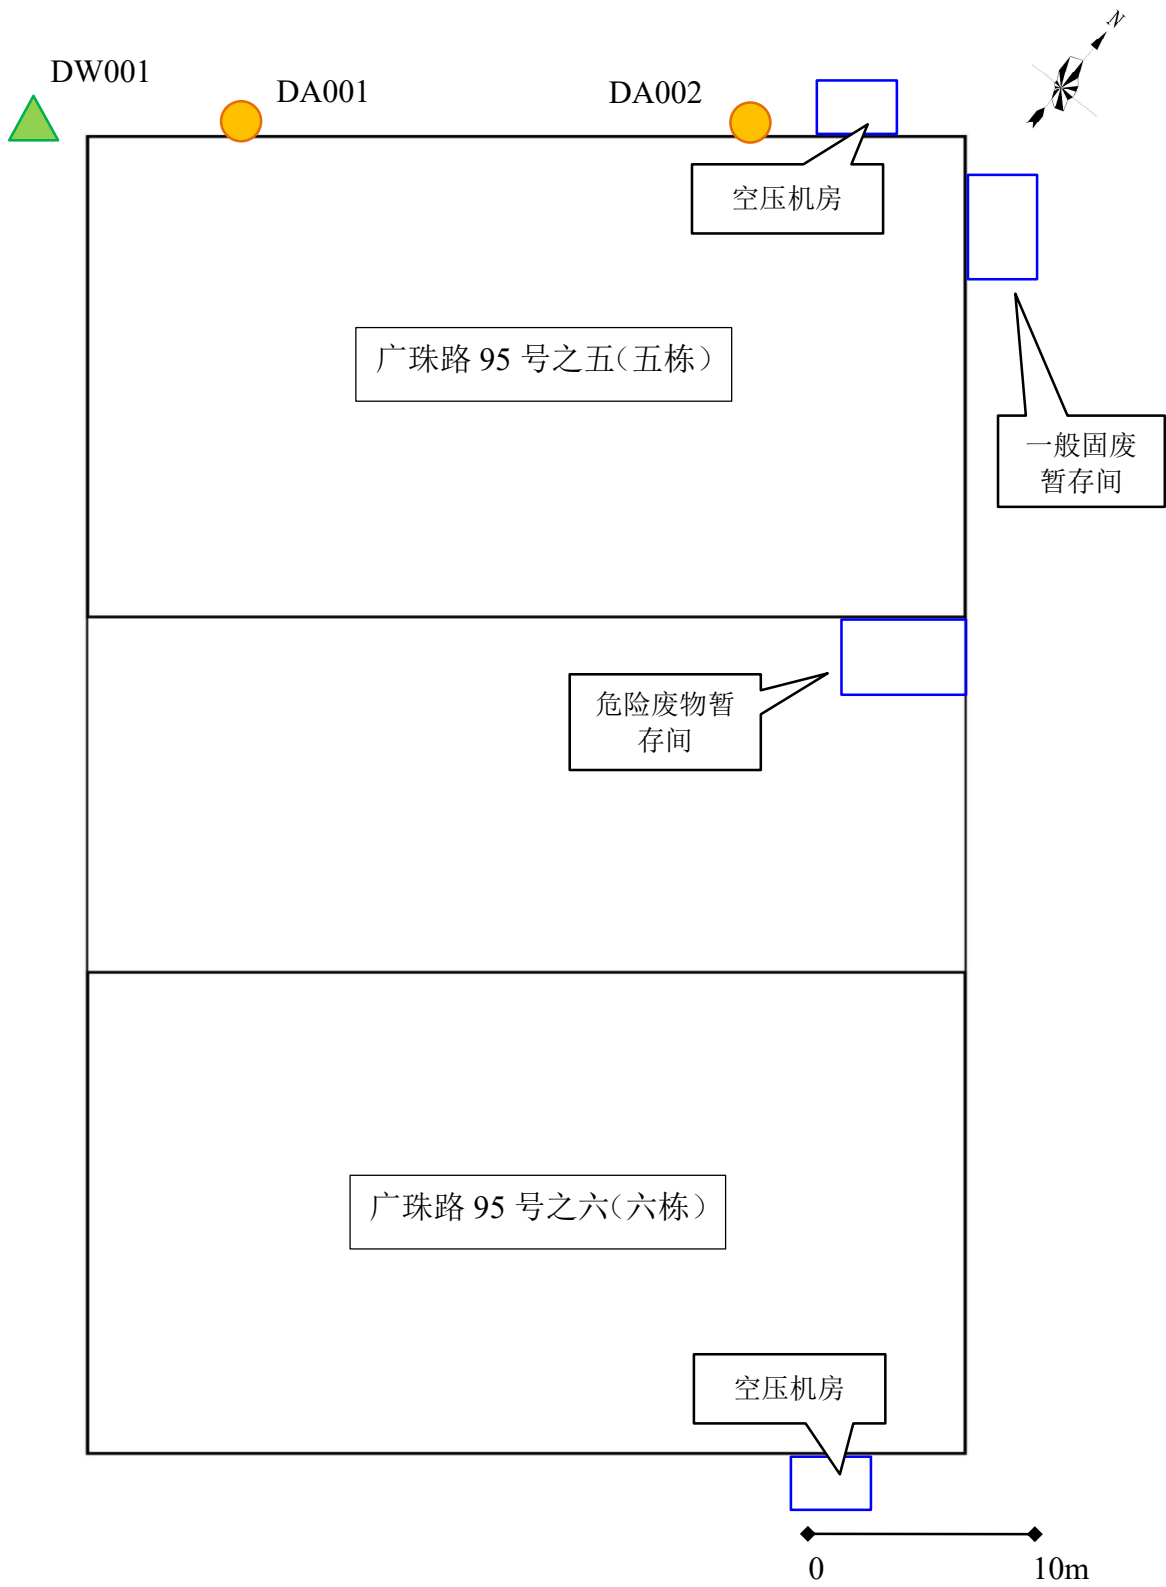 N
DW001
DA001
DA002
空压机房
广珠路 95 号之五（五栋）
一般固废
暂存间
危险废物暂
存间
广珠路 95 号之六（六栋）
空压机房
0
10m